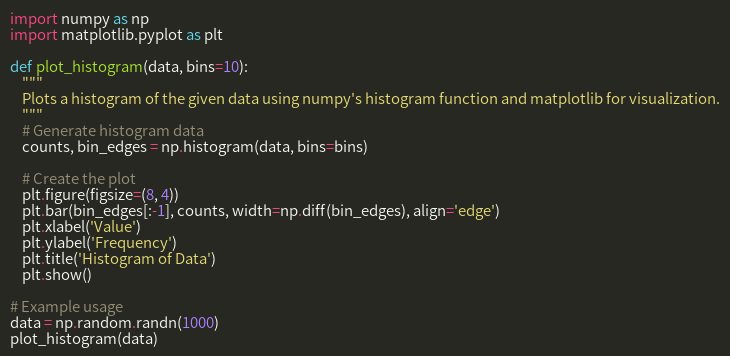 import numpy as np
import matplotlib.pyplot as plt

def plot_histogram(data, bins=10):
    """
    Plots a histogram of the given data using numpy's histogram function and matplotlib for visualization.
    """
    # Generate histogram data
    counts, bin_edges = np.histogram(data, bins=bins)

    # Create the plot
    plt.figure(figsize=(8, 4))
    plt.bar(bin_edges[:-1], counts, width=np.diff(bin_edges), align='edge')
    plt.xlabel('Value')
    plt.ylabel('Frequency')
    plt.title('Histogram of Data')
    plt.show()

# Example usage
data = np.random.randn(1000)
plot_histogram(data)